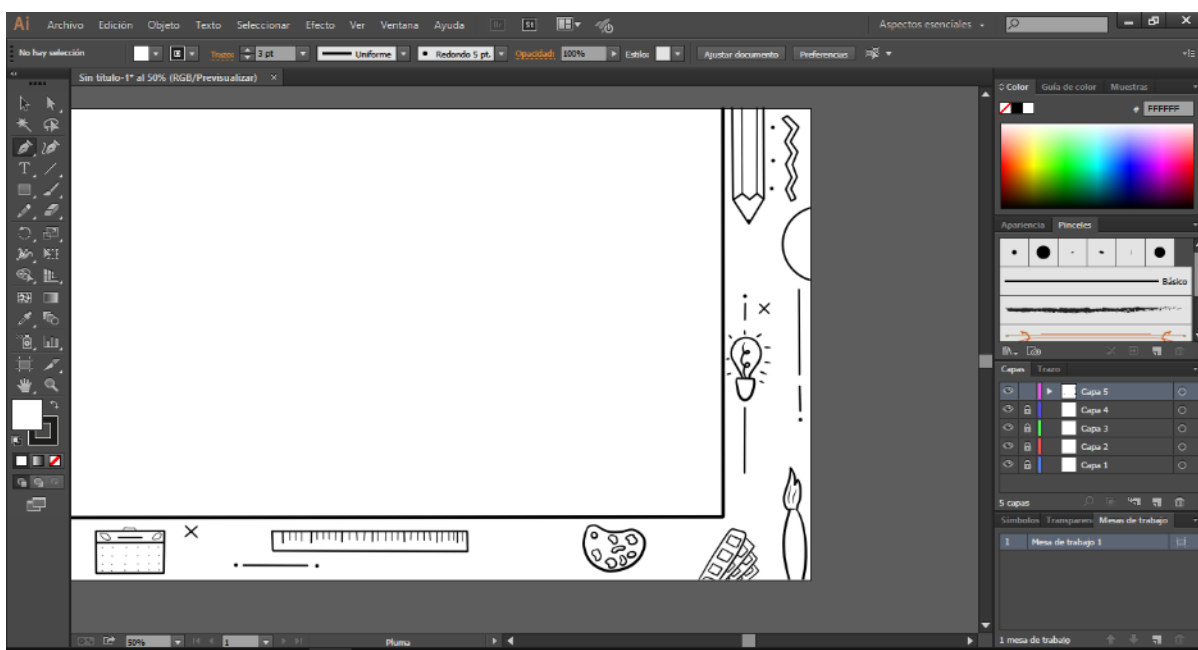 Ai Archivo Edición Objeto Texto Seleccionar Efecto Ver Ventana Ayuda Br St Aspectos esenciales
No hay selección Trazo: 3 pt Uniforme Redondo 5 pt. Opacidad: 100% Estilo: Ajustar documento Preferencias
Sin título-1* al 50% (RGB/Previsualizar) ×
Color Guía de color Muestras
# FFFFFF
Apariencia Pinceles
Básico
Capas Trazo
Capa 5
Capa 4
Capa 3
Capa 2
Capa 1
5 capas
Símbolos Transparen Mesas de trabajo
1 Mesa de trabajo 1
50% 1 Pluma
1 mesa de trabajo